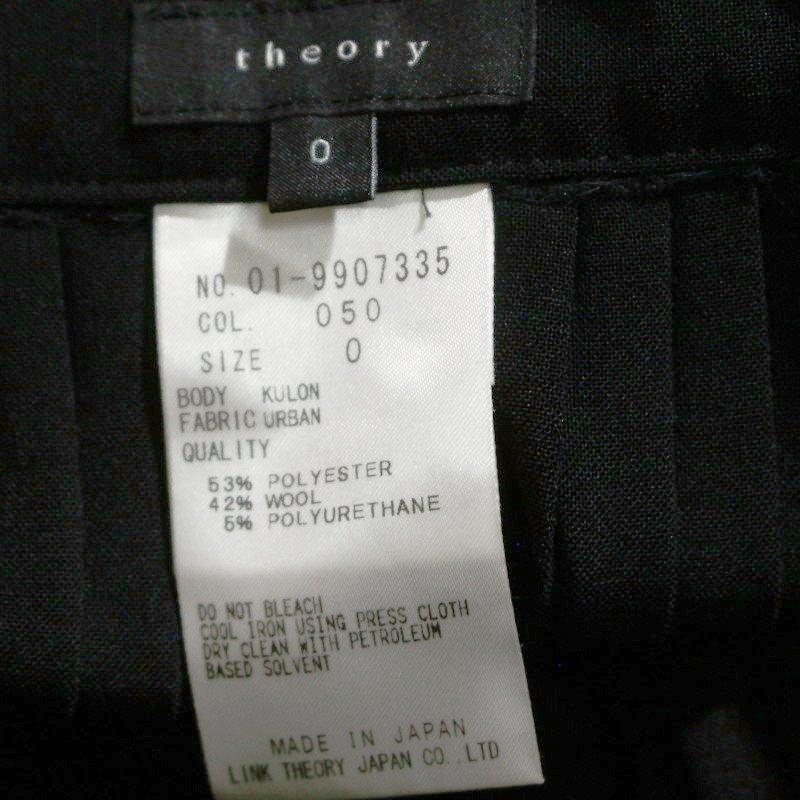 theory
0
NO. 01-9907335
COL. 050
SIZE 0
BODY KULON
FABRIC URBAN
QUALITY
53% POLYESTER
42% WOOL
5% POLYURETHANE
DO NOT BLEACH
COOL IRON USING PRESS CLOTH
DRY CLEAN WITH PETROLEUM
BASED SOLVENT
MADE IN JAPAN
LINK THEORY JAPAN CO.,LTD